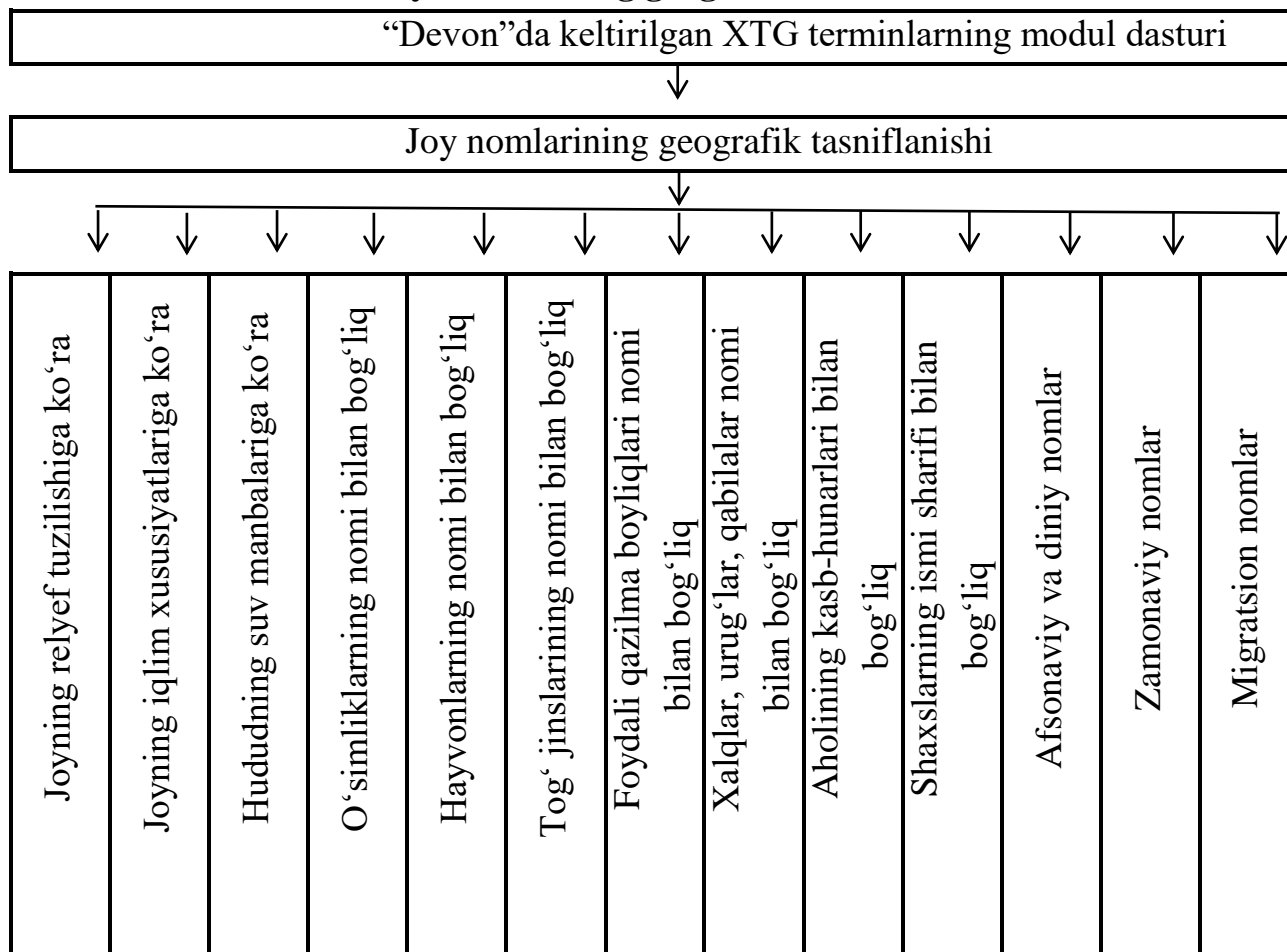 “Devon”da keltirilgan XTG terminlarning modul dasturi
Joy nomlarining geografik tasniflanishi
Joyning relyef tuzilishiga ko‘ra
Joyning iqlim xususiyatlariga ko‘ra
Hududning suv manbalariga ko‘ra
O‘simliklarning nomi bilan bog‘liq
Hayvonlarning nomi bilan bog‘liq
Tog‘ jinslarining nomi bilan bog‘liq
Foydali qazilma boyliqlari nomi
bilan bog‘liq
Xalqlar, urug‘lar, qabilalar nomi
bilan bog‘liq
Aholining kasb-hunarlari bilan
bog‘liq
Shaxslarning ismi sharifi bilan
bog‘liq
Afsonaviy va diniy nomlar
Zamonaviy nomlar
Migratsion nomlar